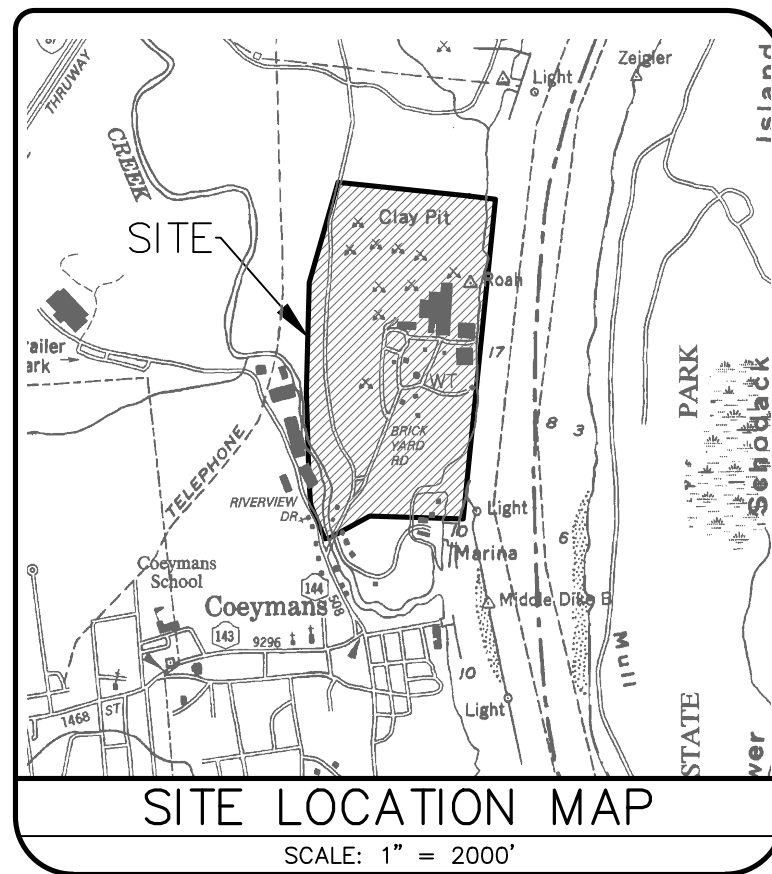 87
THRUWAY
CREEK
Light
Zeigler
Island
Clay Pit
SITE
Roah
railer
ark
17
WT
BRICK
YARD
RD
PARK
Schodack
8
3
TELEPHONE
RIVERVIEW
DR
Light
10
Marina
6
Coeymans
School
144
508
Coeymans
Middle Dike B
143
9296
Mull
10
Light
1468
ST
STATE
wer
SITE LOCATION MAP
SCALE: 1" = 2000'